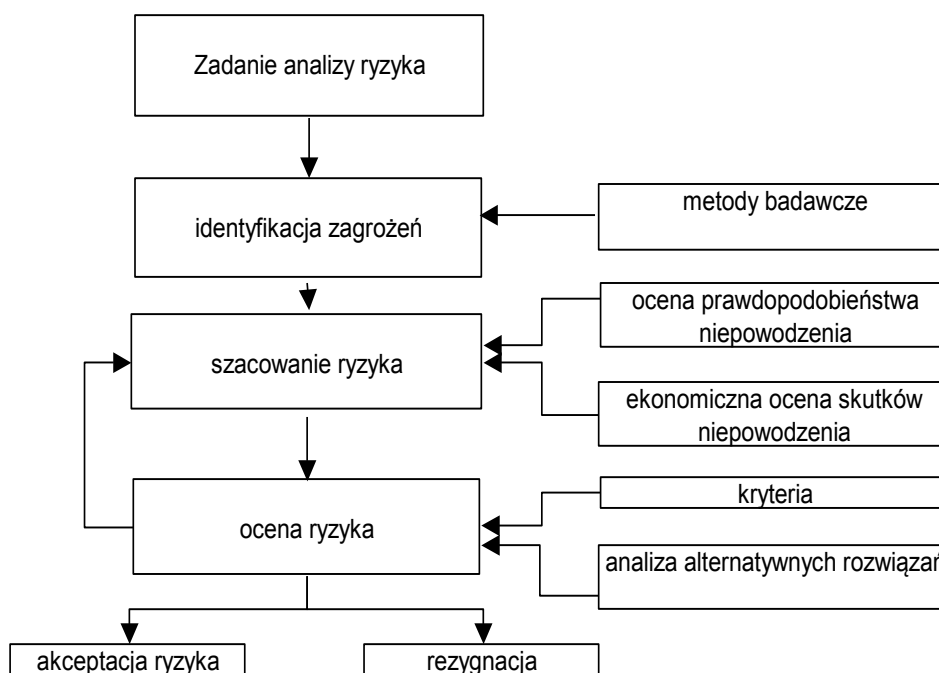 Zadanie analizy ryzyka
identyfikacja zagrożeń
metody badawcze
szacowanie ryzyka
ocena prawdopodobieństwa
niepowodzenia
ekonomiczna ocena skutków
niepowodzenia
ocena ryzyka
kryteria
analiza alternatywnych rozwiązań
akceptacja ryzyka
rezygnacja